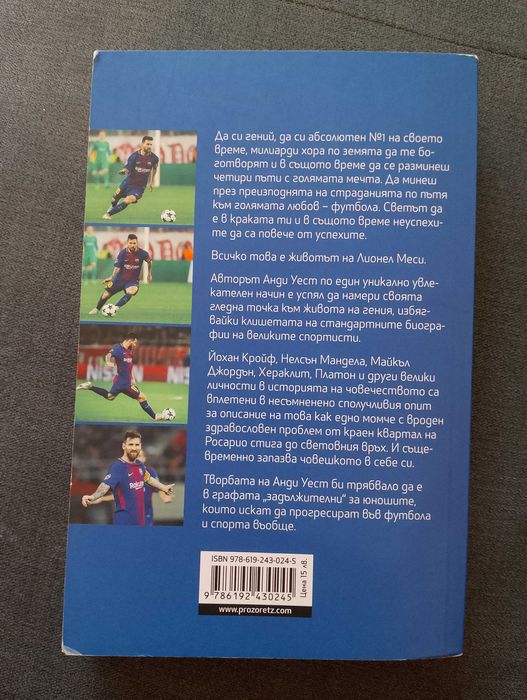 Да си гений, да си абсолютен №1 на своето
време, милиарди хора по земята да те бо-
готворят и в същото време да се разминеш
четири пъти с голямата мечта. Да минеш
през преизподнята на страданията по пътя
към голямата любов – футбола. Светът да
е в краката ти и в същото време неуспехи-
те да са повече от успехите.
Всичко това е животът на Лионел Меси.
Авторът Анди Уест по един уникално увле-
кателен начин е успял да намери своята
гледна точка към живота на гения, избяг-
вайки клишетата на стандартните биогра-
фии на великите спортисти.
Йохан Кройф, Нелсън Мандела, Майкъл
Джордън, Хераклит, Платон и други велики
личности в историята на човечеството са
вплетени в несъмнено сполучливия опит
за описание на това как едно момче с вроден
здравословен проблем от краен квартал на
Росарио стига до световния връх. И съще-
временно запазва човешкото в себе си.
Творбата на Анди Уест би трябвало да е
в графата „задължителни“ за юношите,
които искат да прогресират във футбола
и спорта въобще.
ISBN 978-619-243-024-5
9 786192 430245
Цена 15 лв.
www.prozoretz.com
NISSAN
Rakuten